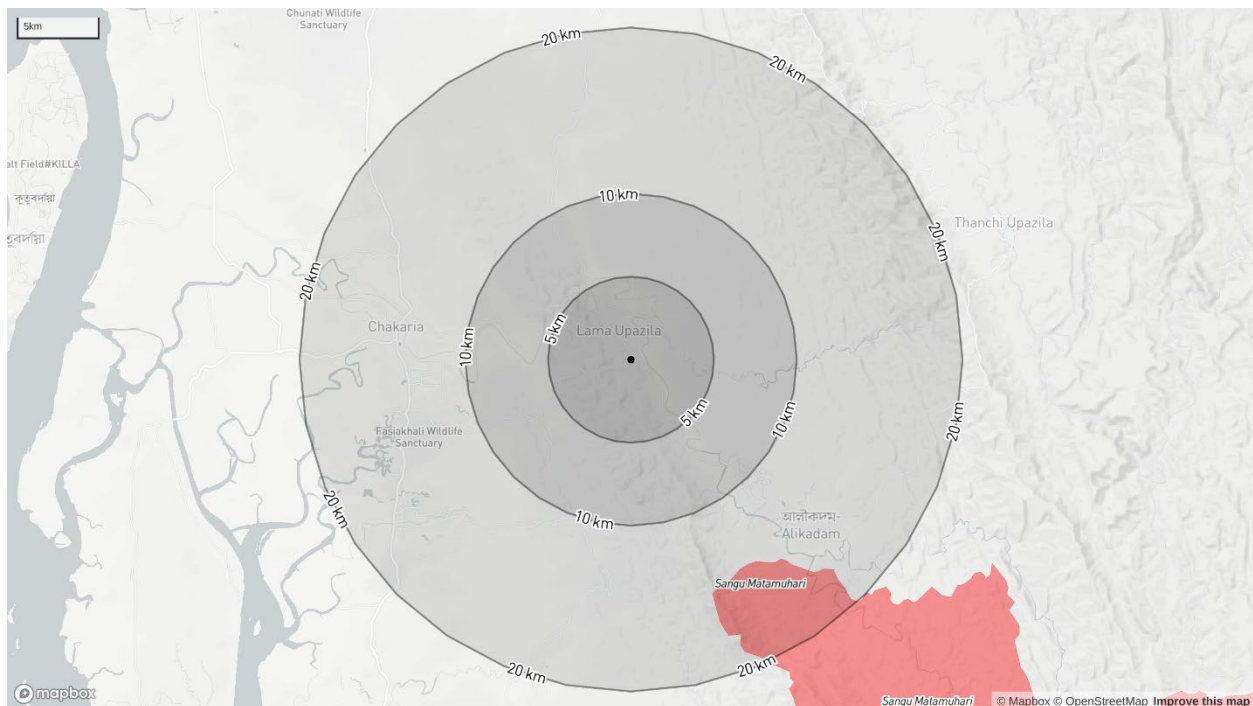 Chunati Wildlife
Sanctuary
5km
20 km
20 km
alt Field#KILLA
10 km
কুতুবদিয়া
Thanchi Upazila
তুবদিয়া
20 km
20 km
Chakaria
5 km
Lama Upazila
10 km
5 km
10 km
20 km
Fasiakhali Wildlife
Sanctuary
20 km
10 km
আলীকদম-
Alikadam
Sangu Matamuhari
20 km
20 km
mapbox
Sangu Matamuhari
© Mapbox © OpenStreetMap Improve this map